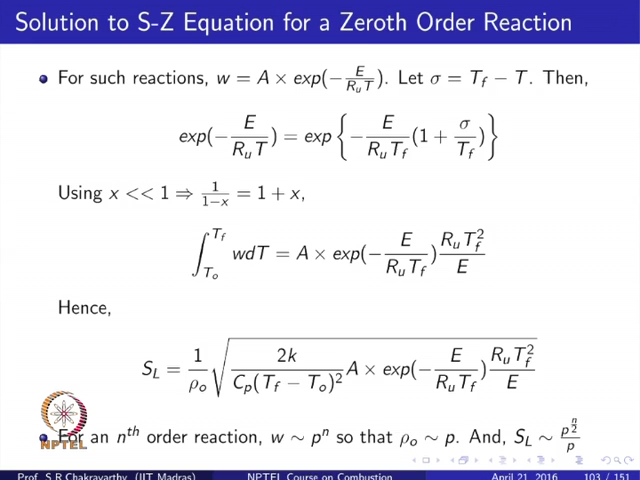 Solution to S-Z Equation for a Zeroth Order Reaction
For such reactions, w = A × exp(−E/(R_u T)). Let σ = T_f − T. Then,
exp(−E/(R_u T)) = exp{−E/(R_u T_f)(1 + σ/T_f)}
Using x << 1 ⇒ 1/(1−x) = 1 + x,
∫_{T_o}^{T_f} wdT = A × exp(−E/(R_u T_f)) R_u T_f^2/E
Hence,
S_L = 1/ρ_o √(2k/(C_p(T_f − T_o)^2) A × exp(−E/(R_u T_f)) R_u T_f^2/E)
For an n^th order reaction, w ∼ p^n so that ρ_o ∼ p. And, S_L ∼ p^(n/2)/p
NPTEL
Prof. S.R.Chakravarthy (IIT Madras) NPTEL Course on Combustion April 21, 2016 103 / 151